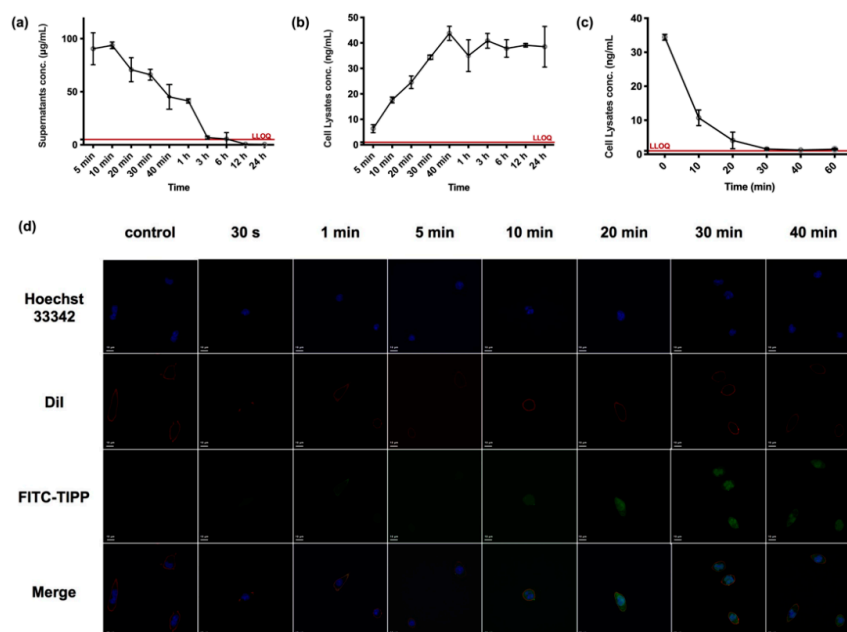 (a)
Supernatants conc. (μg/mL)
100
50
0
LLOQ
5 min
10 min
20 min
30 min
40 min
1 h
3 h
6 h
12 h
24 h
Time
(b)
Cell Lysates conc. (ng/mL)
50
40
30
20
10
0
LLOQ
5 min
10 min
20 min
30 min
40 min
1 h
3 h
6 h
12 h
24 h
Time
(c)
Cell Lysates conc. (ng/mL
40
30
20
10
0
LLOQ
0
10
20
30
40
60
Time (min)
(d)
control 30 s 1 min 5 min 10 min 20 min 30 min 40 min
Hoechst
33342
DiI
FITC-TIPP
Merge